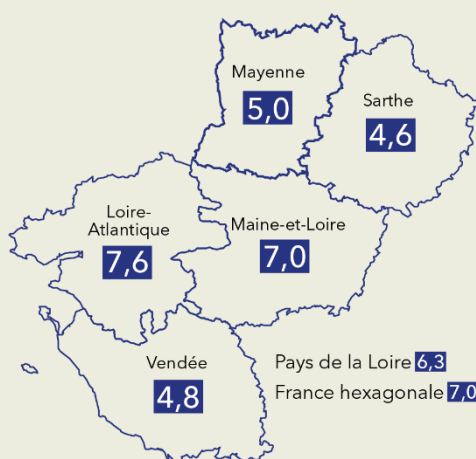 Mayenne
5,0
Sarthe
4,6
Loire-
Atlantique
7,6
Maine-et-Loire
7,0
Vendée
4,8
Pays de la Loire 6,3
France hexagonale 7,0